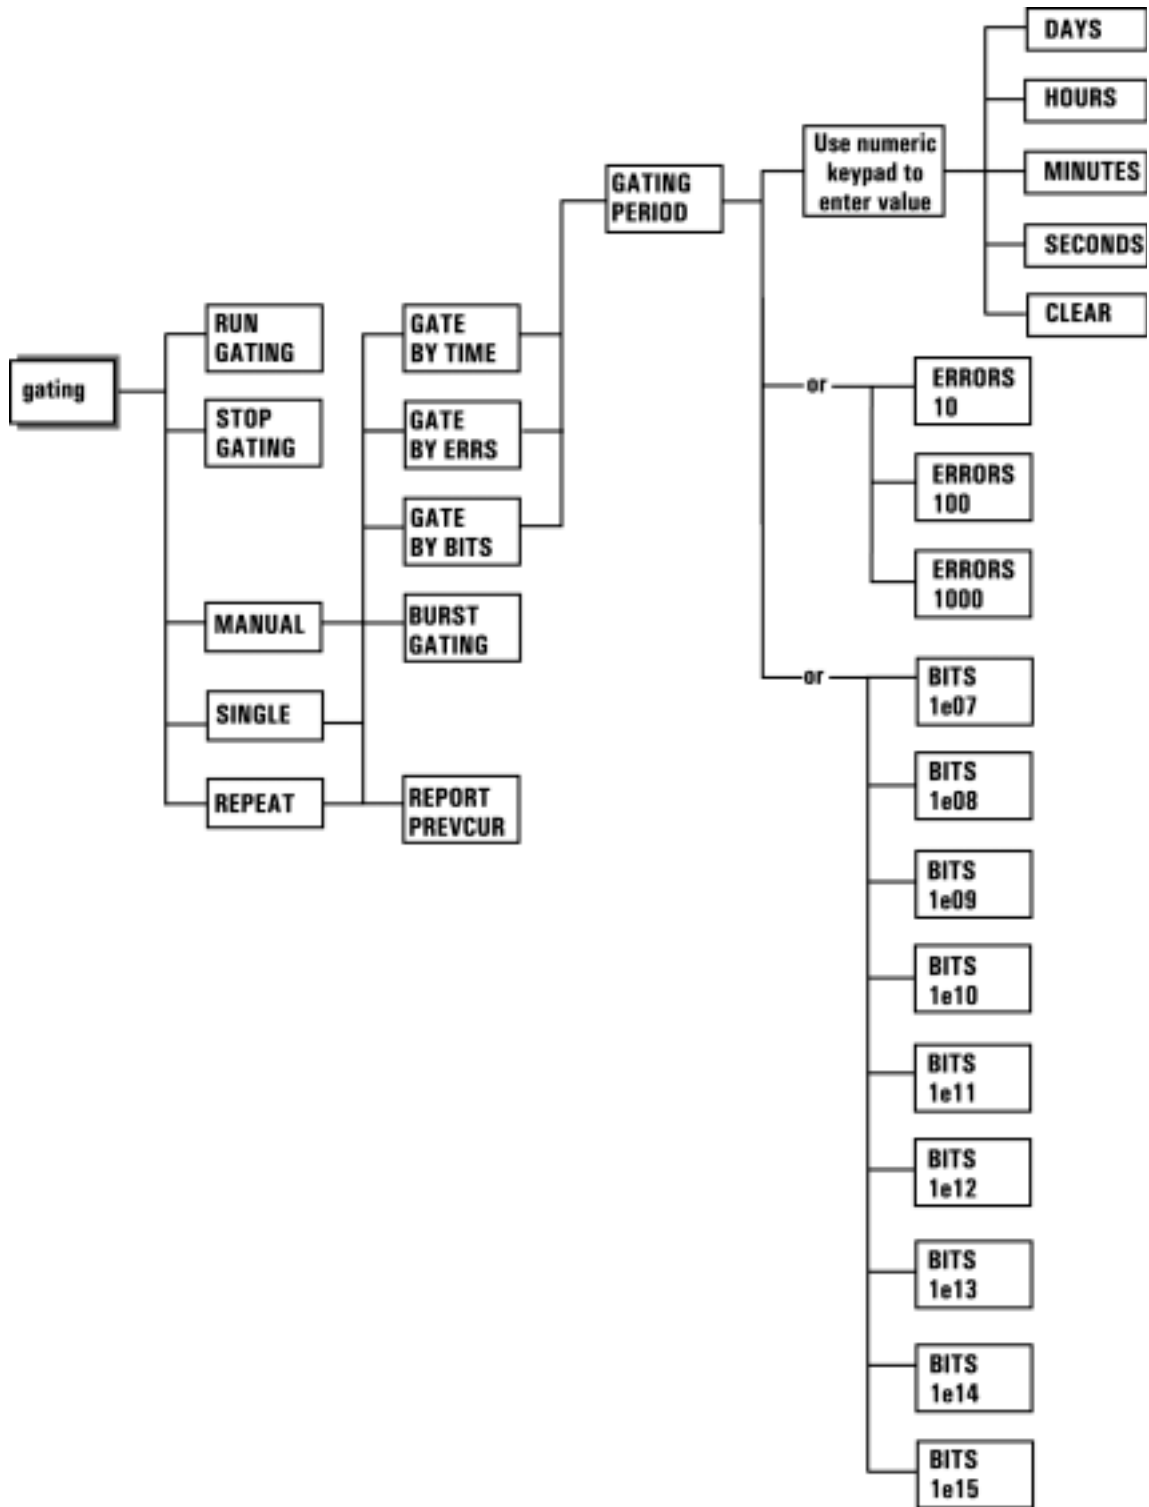 gating
RUN
GATING
STOP
GATING
MANUAL
SINGLE
REPEAT
GATE
BY TIME
GATE
BY ERRS
GATE
BY BITS
BURST
GATING
REPORT
PREVCUR
GATING
PERIOD
Use numeric
keypad to
enter value
DAYS
HOURS
MINUTES
SECONDS
CLEAR
or
ERRORS
10
ERRORS
100
ERRORS
1000
or
BITS
1e07
BITS
1e08
BITS
1e09
BITS
1e10
BITS
1e11
BITS
1e12
BITS
1e13
BITS
1e14
BITS
1e15